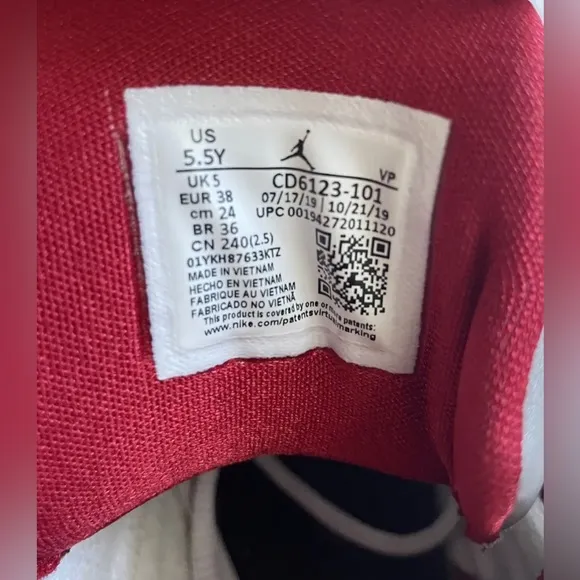 US
5.5Y
VP
UK 5 CD6123-101
EUR 38 07/17/19 | 10/21/19
cm 24 UPC 00194272011120
BR 36
CN 240(2.5)
01YKH87633KTZ
MADE IN VIETNAM
HECHO EN VIETNAM
FABRIQUE AU VIETNAM
FABRICADO NO VIETNÃ
This product is covered by one or more patents.
www.nike.com/patentsvirtualmarking